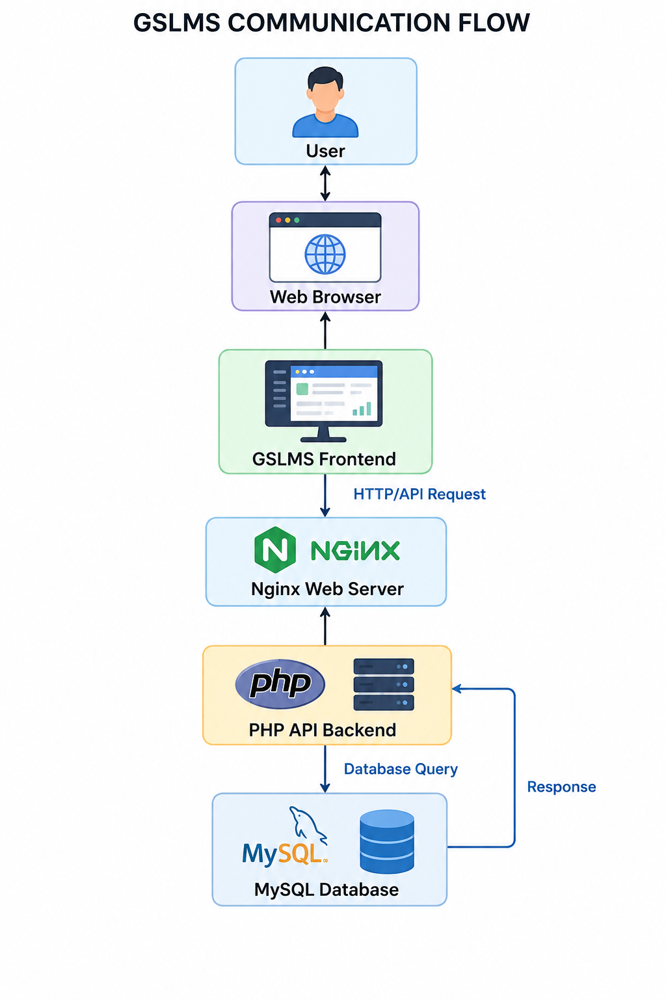 GSLMS COMMUNICATION FLOW
User
Web Browser
GSLMS Frontend
HTTP/API Request
N NGiNX
Nginx Web Server
php
PHP API Backend
Database Query
Response
MySQL
MySQL Database